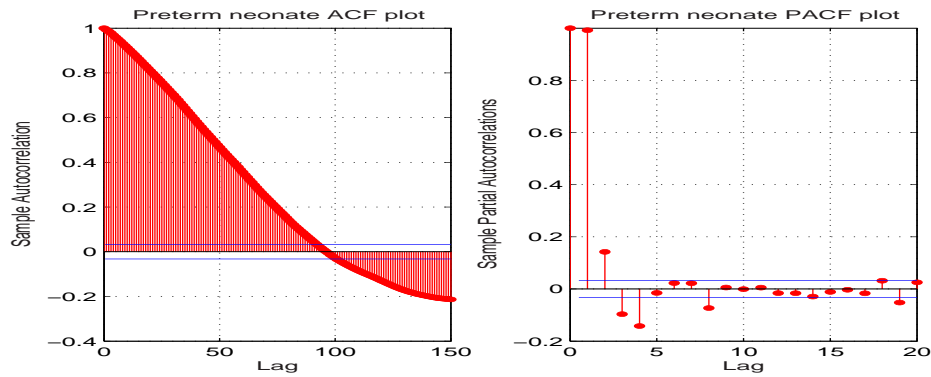 Preterm neonate ACF plot
Sample Autocorrelation
1
0.8
0.6
0.4
0.2
0
−0.2
−0.4
0 50 100 150
Lag
Preterm neonate PACF plot
Sample Partial Autocorrelations
0.8
0.6
0.4
0.2
0
−0.2
0 5 10 15 20
Lag